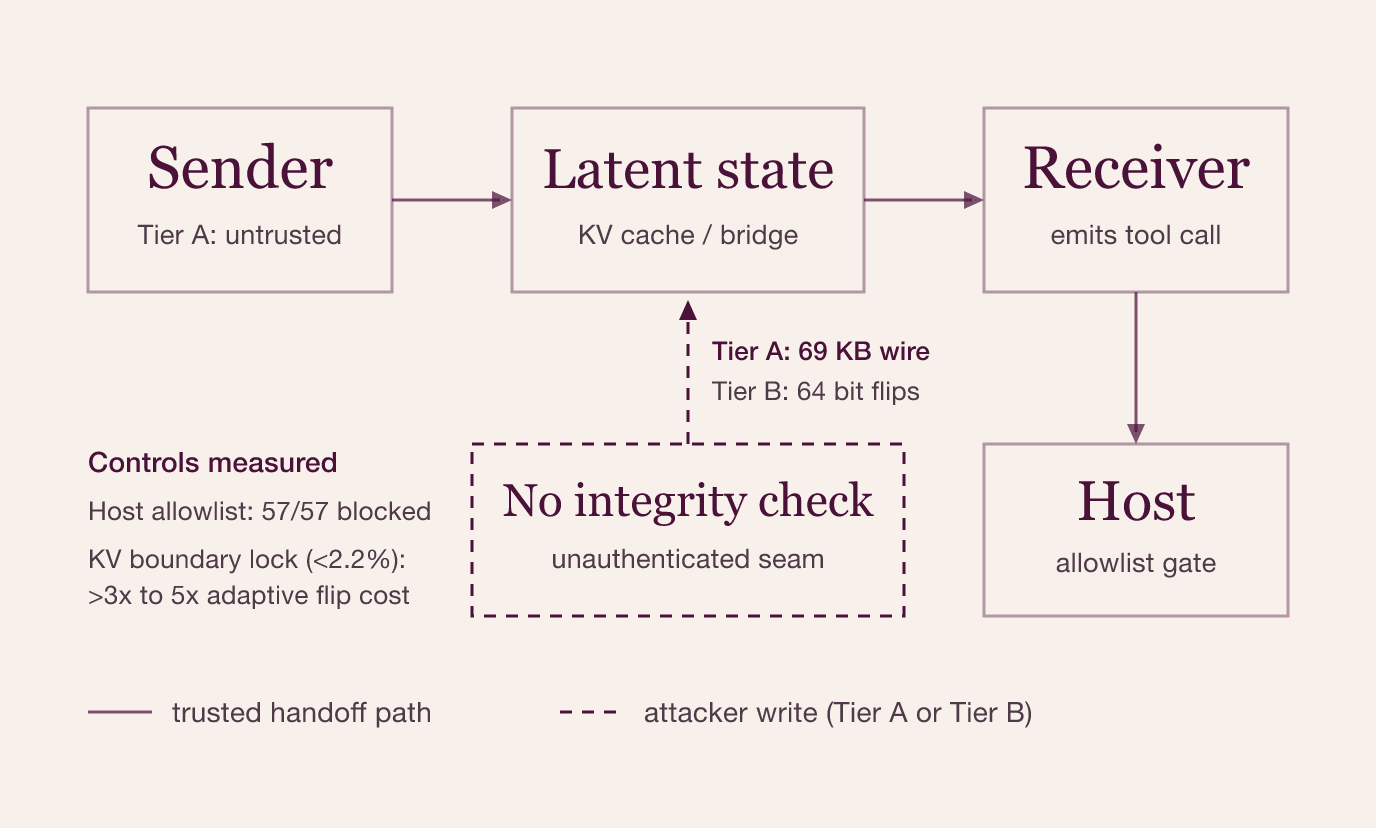 Sender
Tier A: untrusted
Latent state
KV cache / bridge
Receiver
emits tool call
Tier A: 69 KB wire
Tier B: 64 bit flips
Controls measured
Host allowlist: 57/57 blocked
KV boundary lock (<2.2%):
>3x to 5x adaptive flip cost
No integrity check
unauthenticated seam
Host
allowlist gate
trusted handoff path
attacker write (Tier A or Tier B)